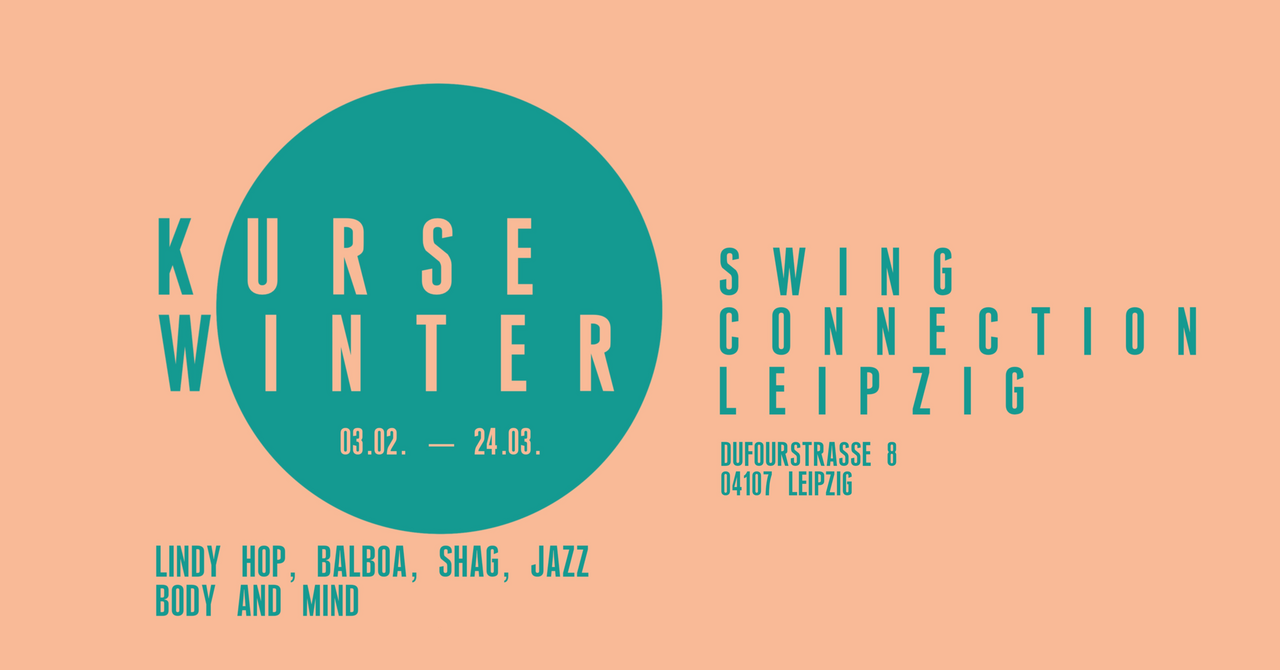 KURSE
WINTER
03.02. — 24.03.
LINDY HOP, BALBOA, SHAG, JAZZ
BODY AND MIND
SWING
CONNECTION
LEIPZIG
DUFOURSTRASSE 8
04107 LEIPZIG